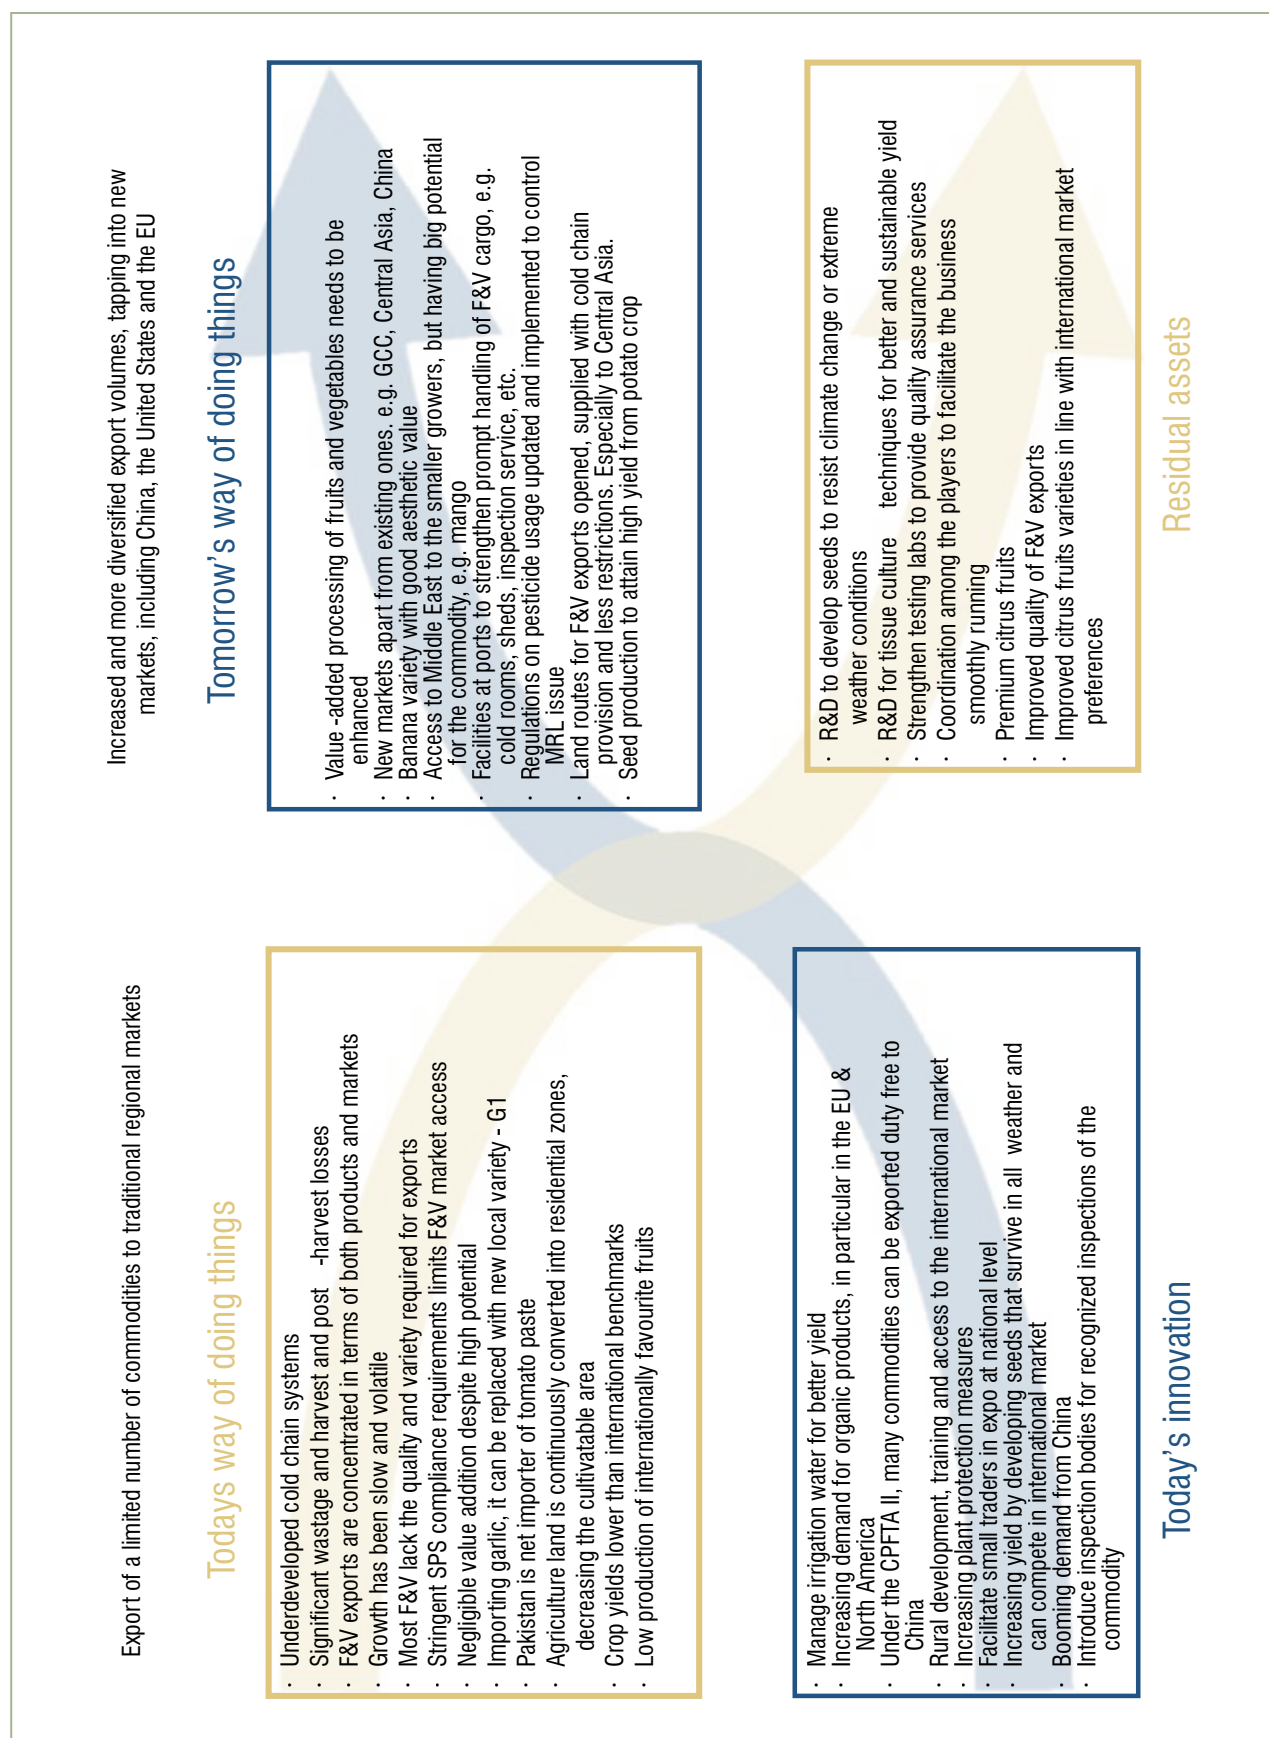 Export of a limited number of commodities to traditional regional markets
Increased and more diversified export volumes, tapping into new
markets, including China, the United States and the EU
Todays way of doing things
· Underdeveloped cold chain systems
· Significant wastage and harvest and post -harvest losses
· F&V exports are concentrated in terms of both products and markets
· Growth has been slow and volatile
· Most F&V lack the quality and variety required for exports
· Stringent SPS compliance requirements limits F&V market access
· Negligible value addition despite high potential
· Importing garlic, it can be replaced with new local variety - G1
· Pakistan is net importer of tomato paste
· Agriculture land is continuously converted into residential zones,
decreasing the cultivatable area
· Crop yields lower than international benchmarks
· Low production of internationally favourite fruits
Tomorrow's way of doing things
· Value -added processing of fruits and vegetables needs to be
enhanced
· New markets apart from existing ones. e.g. GCC, Central Asia, China
· Banana variety with good aesthetic value
· Access to Middle East to the smaller growers, but having big potential
for the commodity, e.g. mango
· Facilities at ports to strengthen prompt handling of F&V cargo, e.g.
cold rooms, sheds, inspection service, etc.
· Regulations on pesticide usage updated and implemented to control
MRL issue
· Land routes for F&V exports opened, supplied with cold chain
provision and less restrictions. Especially to Central Asia.
· Seed production to attain high yield from potato crop
· Manage irrigation water for better yield
· Increasing demand for organic products, in particular in the EU &
North America
· Under the CPFTA II, many commodities can be exported duty free to
China
· Rural development, training and access to the international market
· Increasing plant protection measures
· Facilitate small traders in expo at national level
· Increasing yield by developing seeds that survive in all weather and
can compete in international market
· Booming demand from China
· Introduce inspection bodies for recognized inspections of the
commodity
Today's innovation
· R&D to develop seeds to resist climate change or extreme
weather conditions
· R&D for tissue culture techniques for better and sustainable yield
· Strengthen testing labs to provide quality assurance services
· Coordination among the players to facilitate the business
smoothly running
· Premium citrus fruits
· Improved quality of F&V exports
· Improved citrus fruits varieties in line with international market
preferences
Residual assets